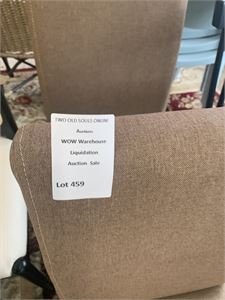 TWO OLD SOULS ONLINE
Auctions
WOW Warehouse
Liquidation
Auction Sale
Lot 459